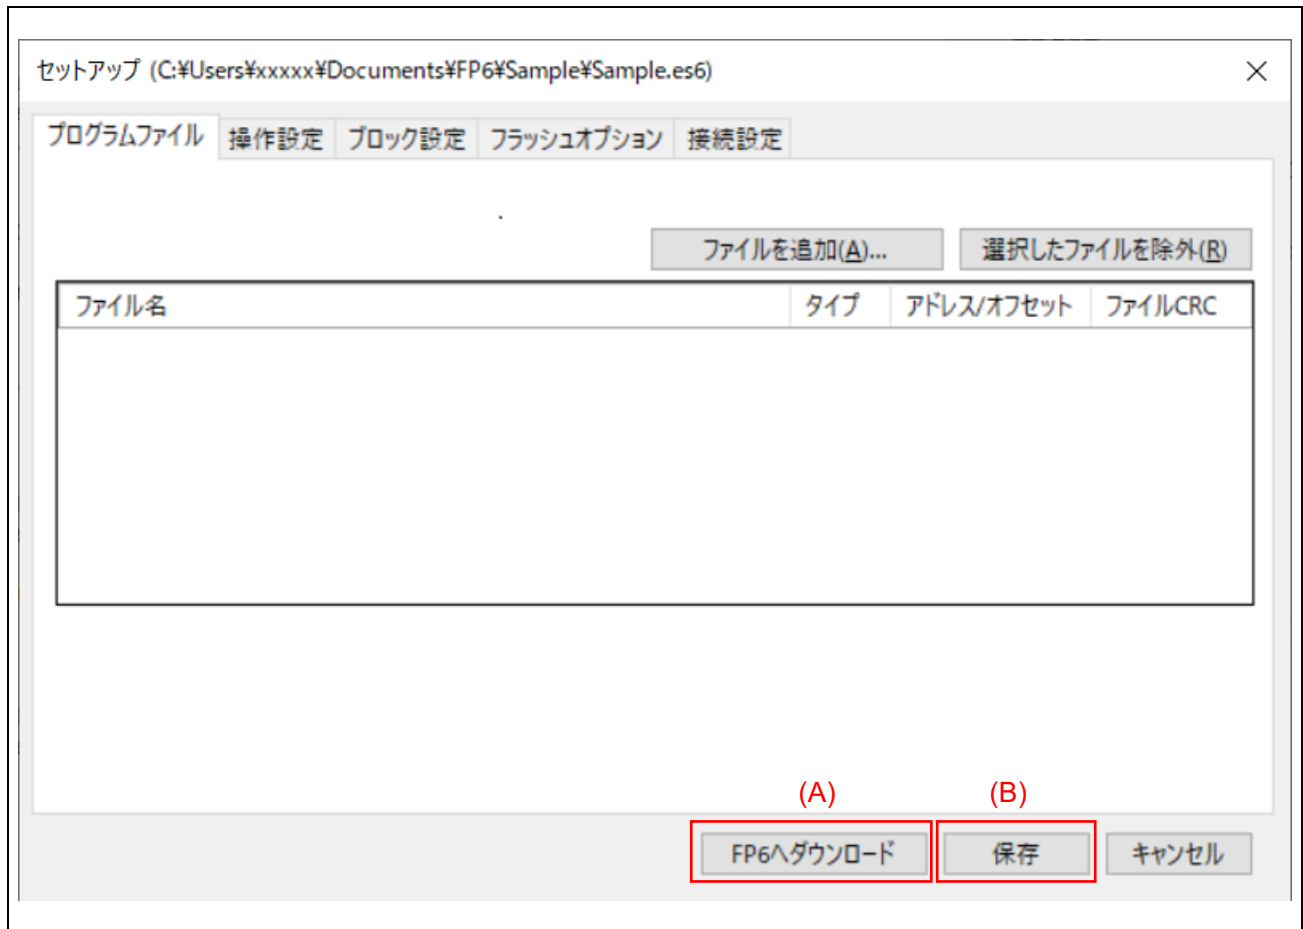 セットアップ (C:¥Users¥xxxxx¥Documents¥FP6¥Sample¥Sample.es6)
プログラムファイル 操作設定 ブロック設定 フラッシュオプション 接続設定
ファイルを追加(A)... 選択したファイルを除外(R)
ファイル名 タイプ アドレス/オフセット ファイルCRC
(A) (B)
FP6へダウンロード 保存 キャンセル